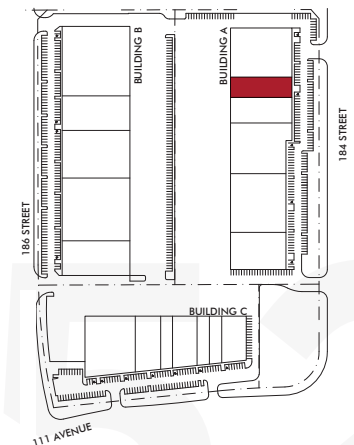 BUILDING B
BUILDING A
184 STREET
186 STREET
BUILDING C
111 AVENUE